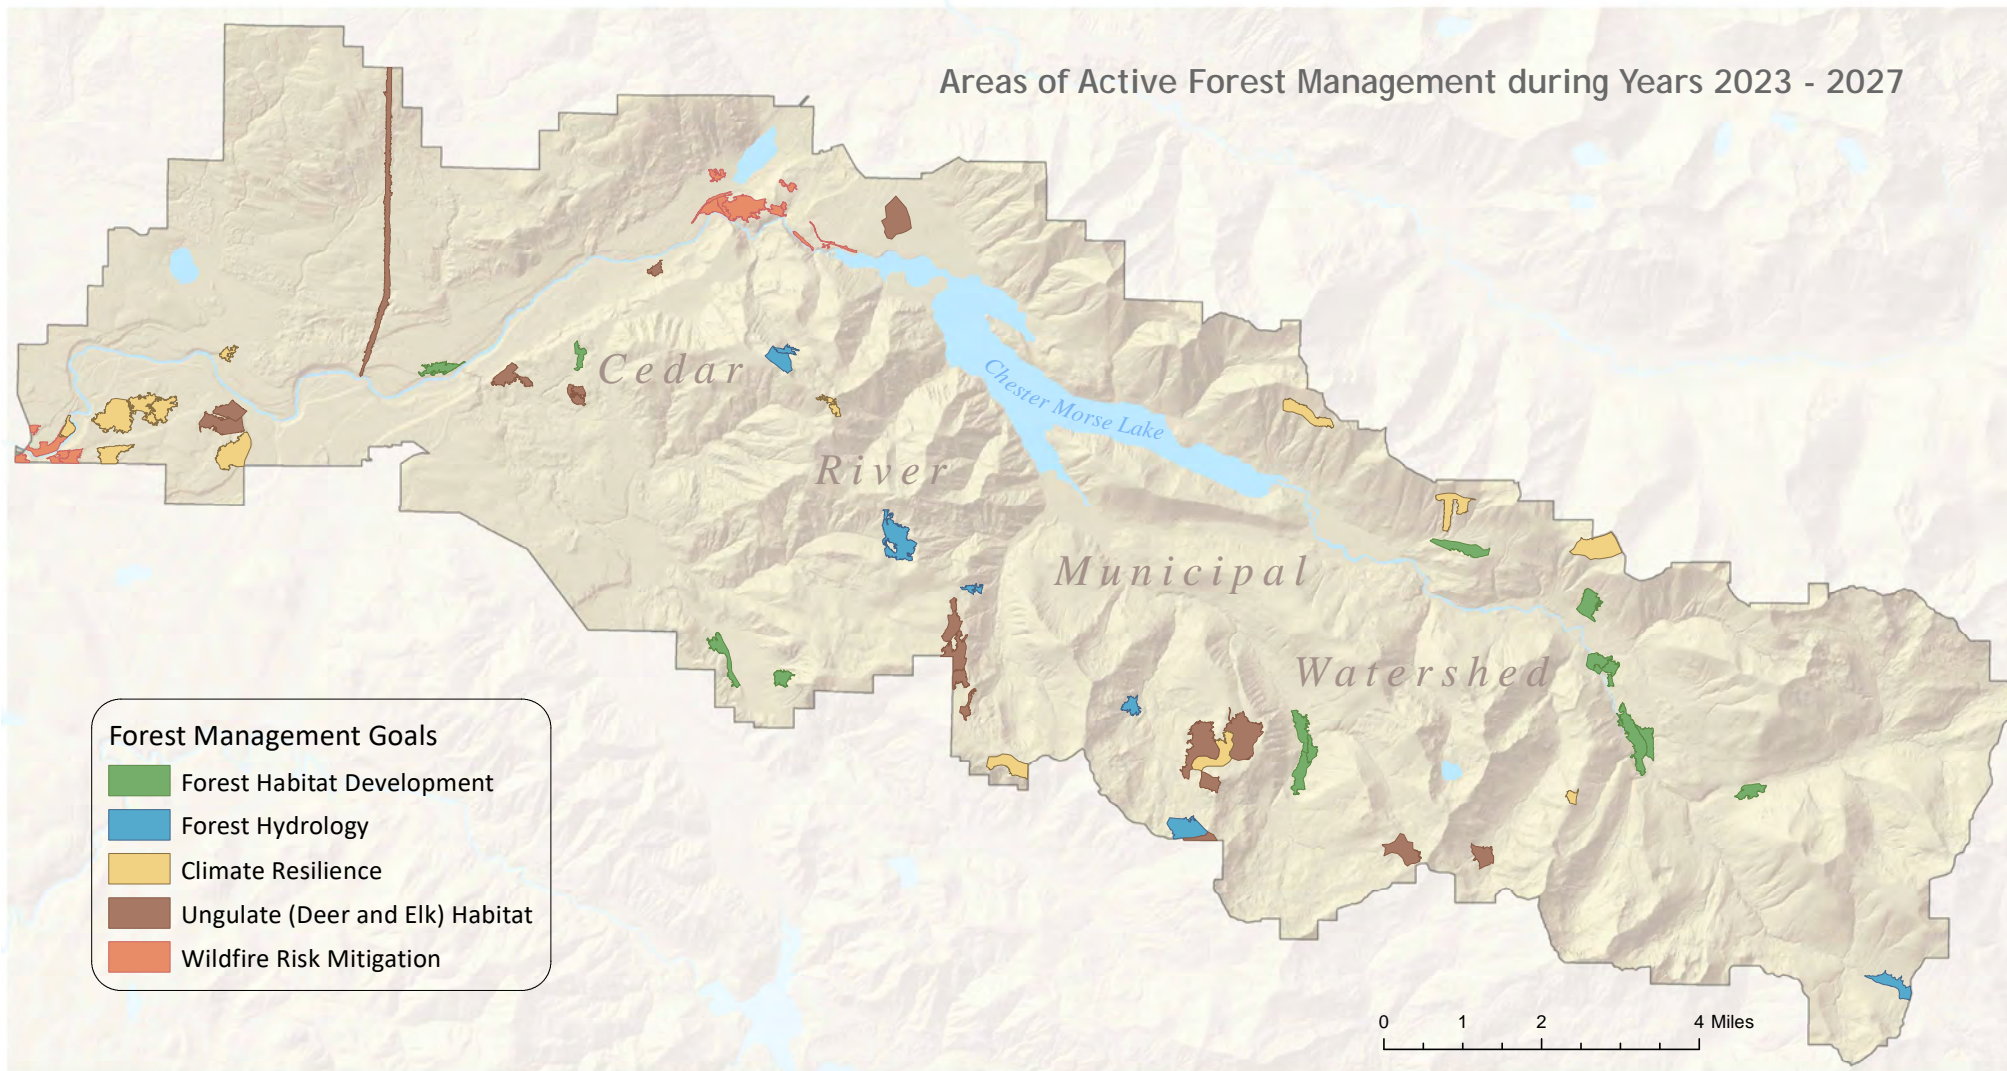 Areas of Active Forest Management during Years 2023 - 2027
Cedar
River
Chester Morse Lake
Municipal
Watershed
Forest Management Goals
Forest Habitat Development
Forest Hydrology
Climate Resilience
Ungulate (Deer and Elk) Habitat
Wildfire Risk Mitigation
0 1 2 4 Miles